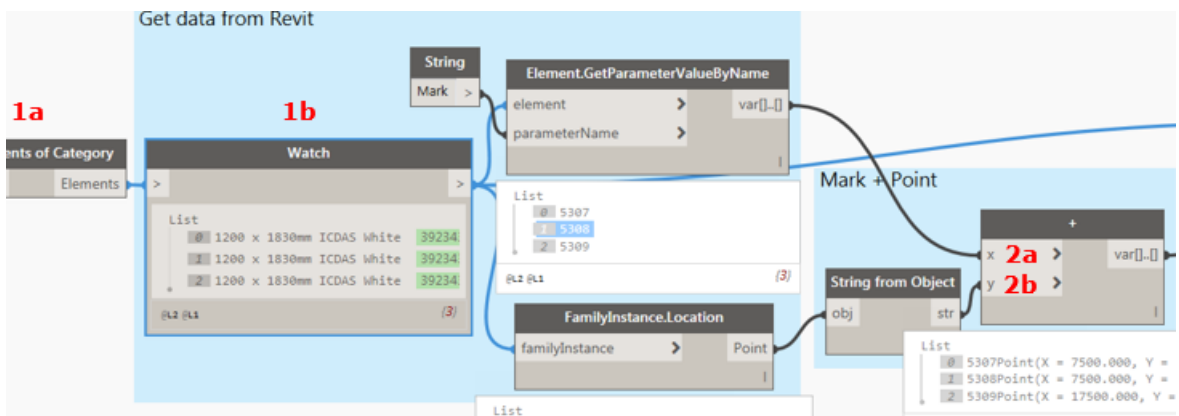 Get data from Revit
1a
1b
ents of Category
Elements
Watch
>
>
List
0 1200 x 1830mm ICDAS White 39234
1 1200 x 1830mm ICDAS White 39234
2 1200 x 1830mm ICDAS White 39234
@L2 @L1
{3}
String
Mark >
Element.GetParameterValueByName
element >
var[]..[]
parameterName >
|
List
0 5307
1 5308
2 5309
@L2 @L1
{3}
FamilyInstance.Location
familyInstance >
Point
|
List
Mark + Point
String from Object
obj
str
+
x 2a >
var[]..[]
y 2b >
|
List
0 5307Point(X = 7500.000, Y =
1 5308Point(X = 7500.000, Y =
2 5309Point(X = 17500.000, Y =